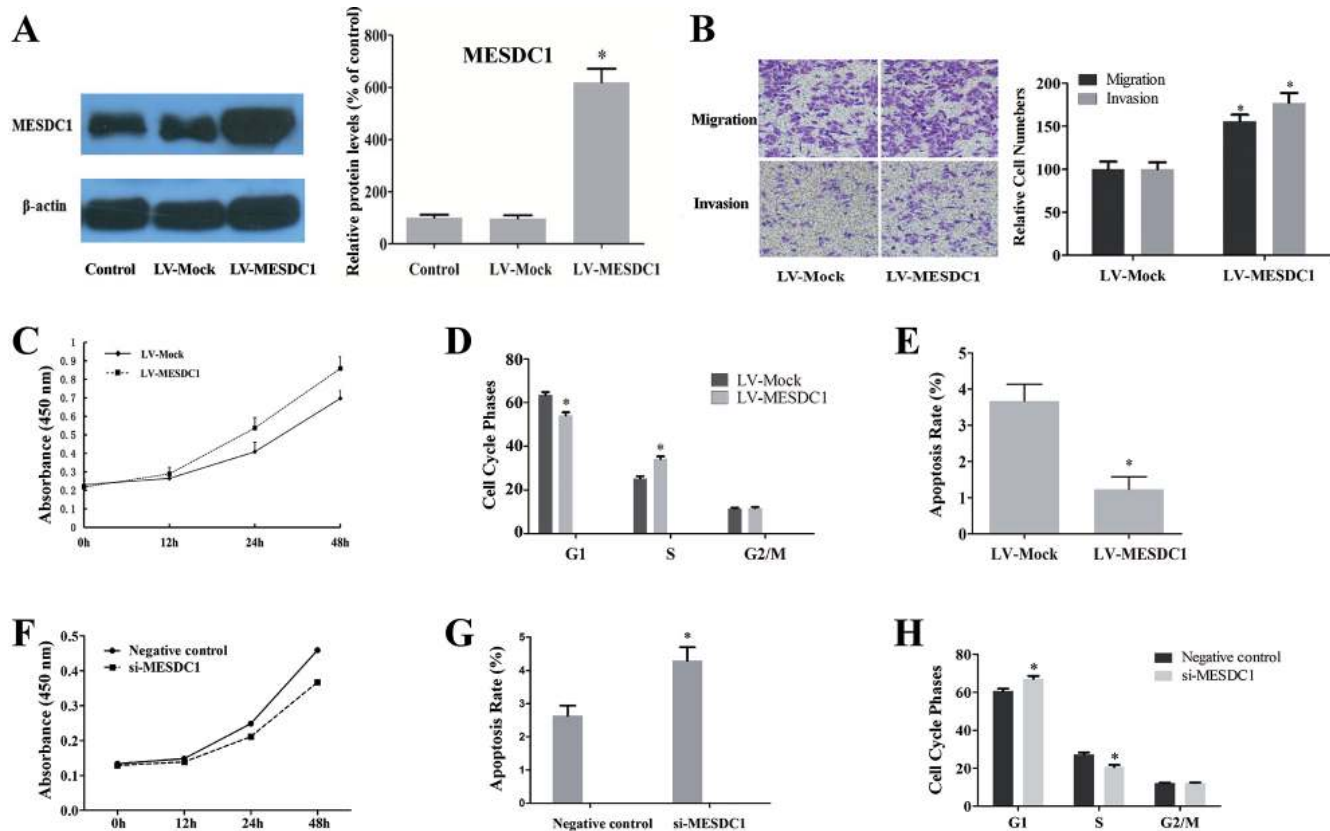 A
MESDC1
β-actin
Control LV-Mock LV-MESDC1
Relative protein levels (% of control)
800
600
400
200
0
MESDC1
*
Control LV-Mock LV-MESDC1
B
Migration
Invasion
LV-Mock LV-MESDC1
Relative Cell Numebers
200
150
100
50
0
Migration
Invasion
* *
LV-Mock LV-MESDC1
C
Absorbance (450 nm)
1
0.9
0.8
0.7
0.6
0.5
0.4
0.3
0.2
0.1
0
LV-Mock
LV-MESDC1
0h 12h 24h 48h
D
Cell Cycle Phases
80
60
40
20
0
LV-Mock
LV-MESDC1
* *
G1 S G2/M
E
Apoptosis Rate (%)
5
4
3
2
1
0
*
LV-Mock LV-MESDC1
F
Absorbance (450 nm)
0.5
0.4
0.3
0.2
0.1
0.0
Negative control
si-MESDC1
0h 12h 24h 48h
G
Apoptosis Rate (%)
5
4
3
2
1
0
*
Negative control si-MESDC1
H
Cell Cycle Phases
80
60
40
20
0
Negative control
si-MESDC1
* *
G1 S G2/M